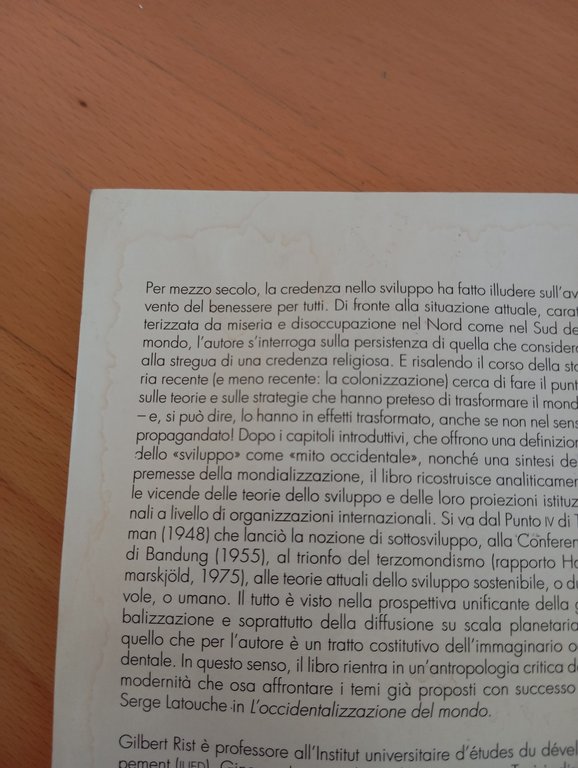 Per mezzo secolo, la credenza nello sviluppo ha fatto illudere sull'av
vento del benessere per tutti. Di fronte alla situazione attuale, carat
terizzata da miseria e disoccupazione nel Nord come nel Sud de
mondo, l'autore s'interroga sulla persistenza di quella che consider
alla stregua di una credenza religiosa. E risalendo il corso della sto
ria recente (e meno recente: la colonizzazione) cerca di fare il punt
sulle teorie e sulle strategie che hanno preteso di trasformare il mond
– e, si può dire, lo hanno in effetti trasformato, anche se non nel sens
propagandato! Dopo i capitoli introduttivi, che offrono una definizion
dello «sviluppo» come «mito occidentale», nonché una sintesi de
premesse della mondializzazione, il libro ricostruisce analiticamen
le vicende delle teorie dello sviluppo e delle loro proiezioni istituz
nali a livello di organizzazioni internazionali. Si va dal Punto IV di T
man (1948) che lanciò la nozione di sottosviluppo, alla Conferen
di Bandung (1955), al trionfo del terzomondismo (rapporto Ha
marskjöld, 1975), alle teorie attuali dello sviluppo sostenibile, o du
vole, o umano. Il tutto è visto nella prospettiva unificante della g
balizzazione e soprattutto della diffusione su scala planetaria
quello che per l'autore è un tratto costitutivo dell'immaginario o
dentale. In questo senso, il libro rientra in un'antropologia critica de
modernità che osa affrontare i temi già proposti con successo
Serge Latouche in L'occidentalizzazione del mondo.
Gilbert Rist è professore all'Institut universitaire d'études du dével
pement (IUED),